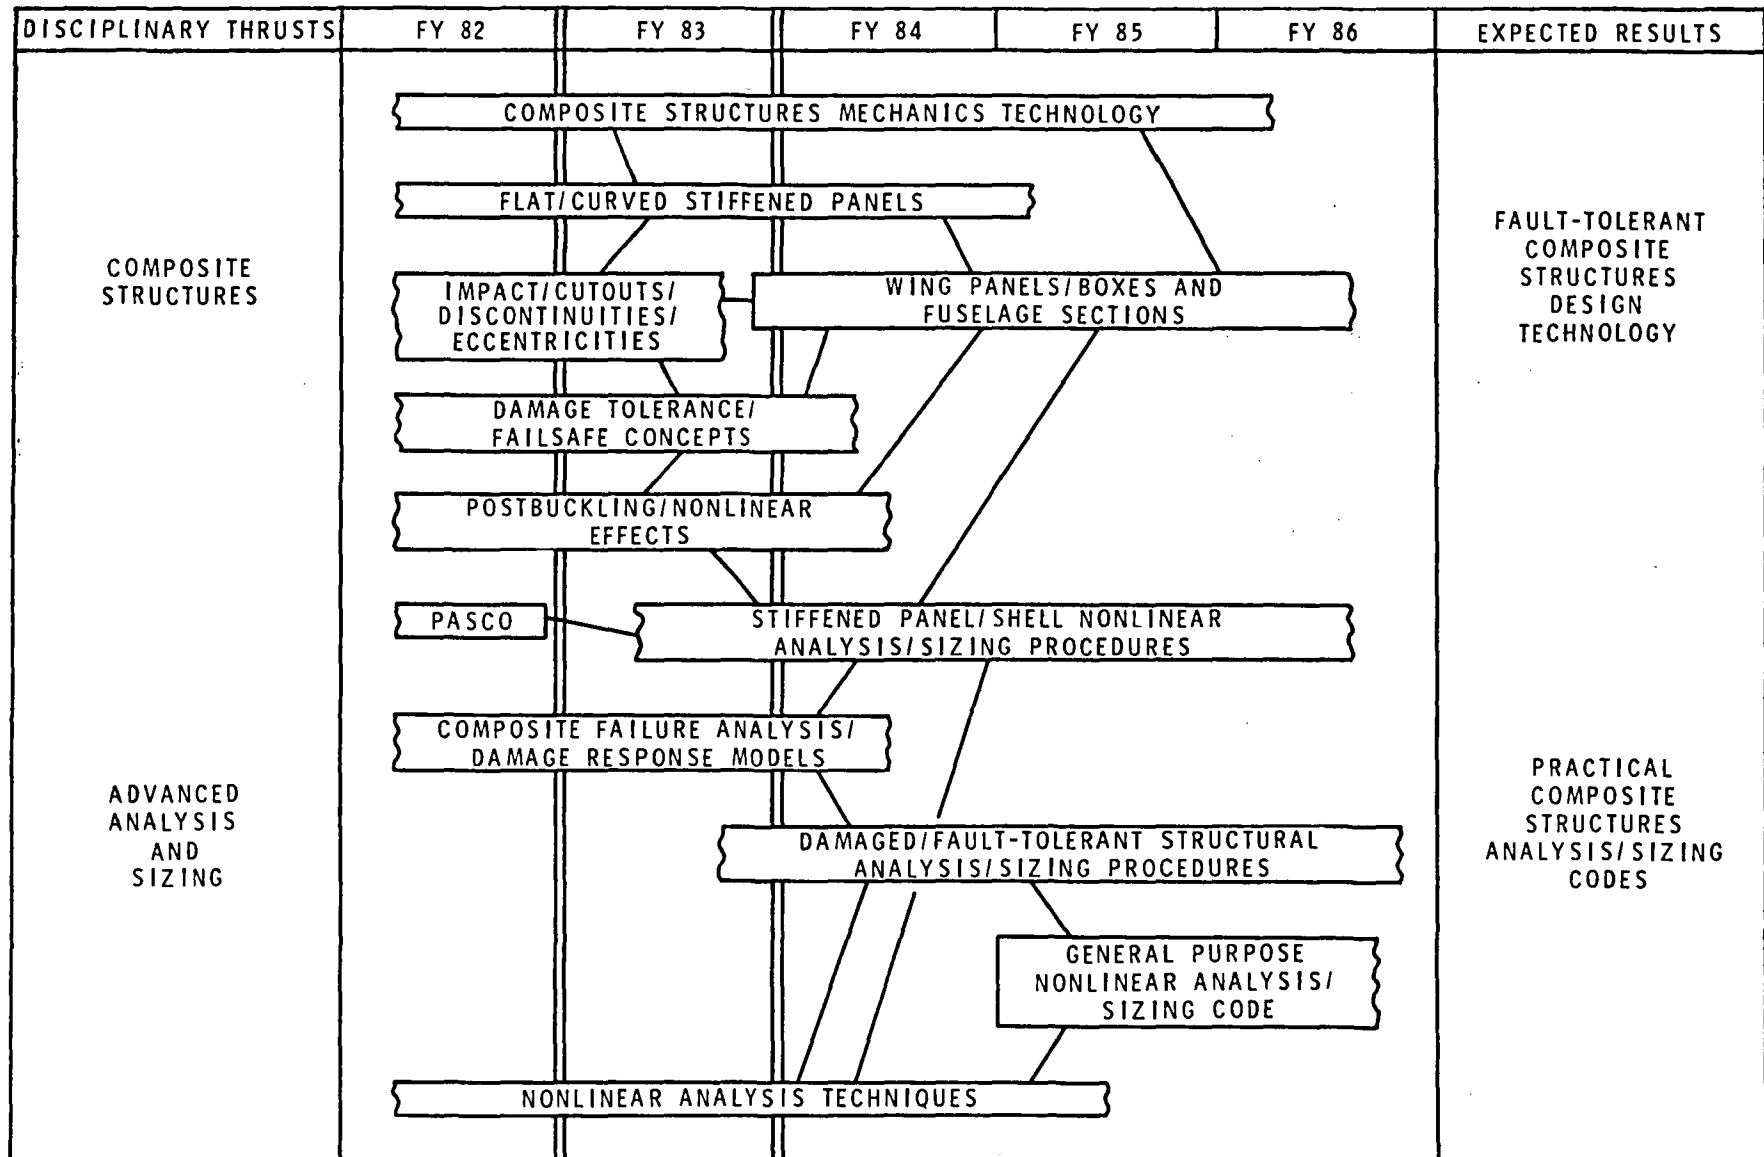 DISCIPLINARY THRUSTS
FY 82
FY 83
FY 84
FY 85
FY 86
EXPECTED RESULTS
COMPOSITE STRUCTURES MECHANICS TECHNOLOGY
FLAT/CURVED STIFFENED PANELS
COMPOSITE
STRUCTURES
IMPACT/CUTOUTS/
DISCONTINUITIES/
ECCENTRICITIES
WING PANELS/BOXES AND
FUSELAGE SECTIONS
FAULT-TOLERANT
COMPOSITE
STRUCTURES
DESIGN
TECHNOLOGY
DAMAGE TOLERANCE/
FAILSAFE CONCEPTS
POSTBUCKLING/NONLINEAR
EFFECTS
PASCO
STIFFENED PANEL/SHELL NONLINEAR
ANALYSIS/SIZING PROCEDURES
COMPOSITE FAILURE ANALYSIS/
DAMAGE RESPONSE MODELS
ADVANCED
ANALYSIS
AND
SIZING
DAMAGED/FAULT-TOLERANT STRUCTURAL
ANALYSIS/SIZING PROCEDURES
PRACTICAL
COMPOSITE
STRUCTURES
ANALYSIS/SIZING
CODES
GENERAL PURPOSE
NONLINEAR ANALYSIS/
SIZING CODE
NONLINEAR ANALYSIS TECHNIQUES